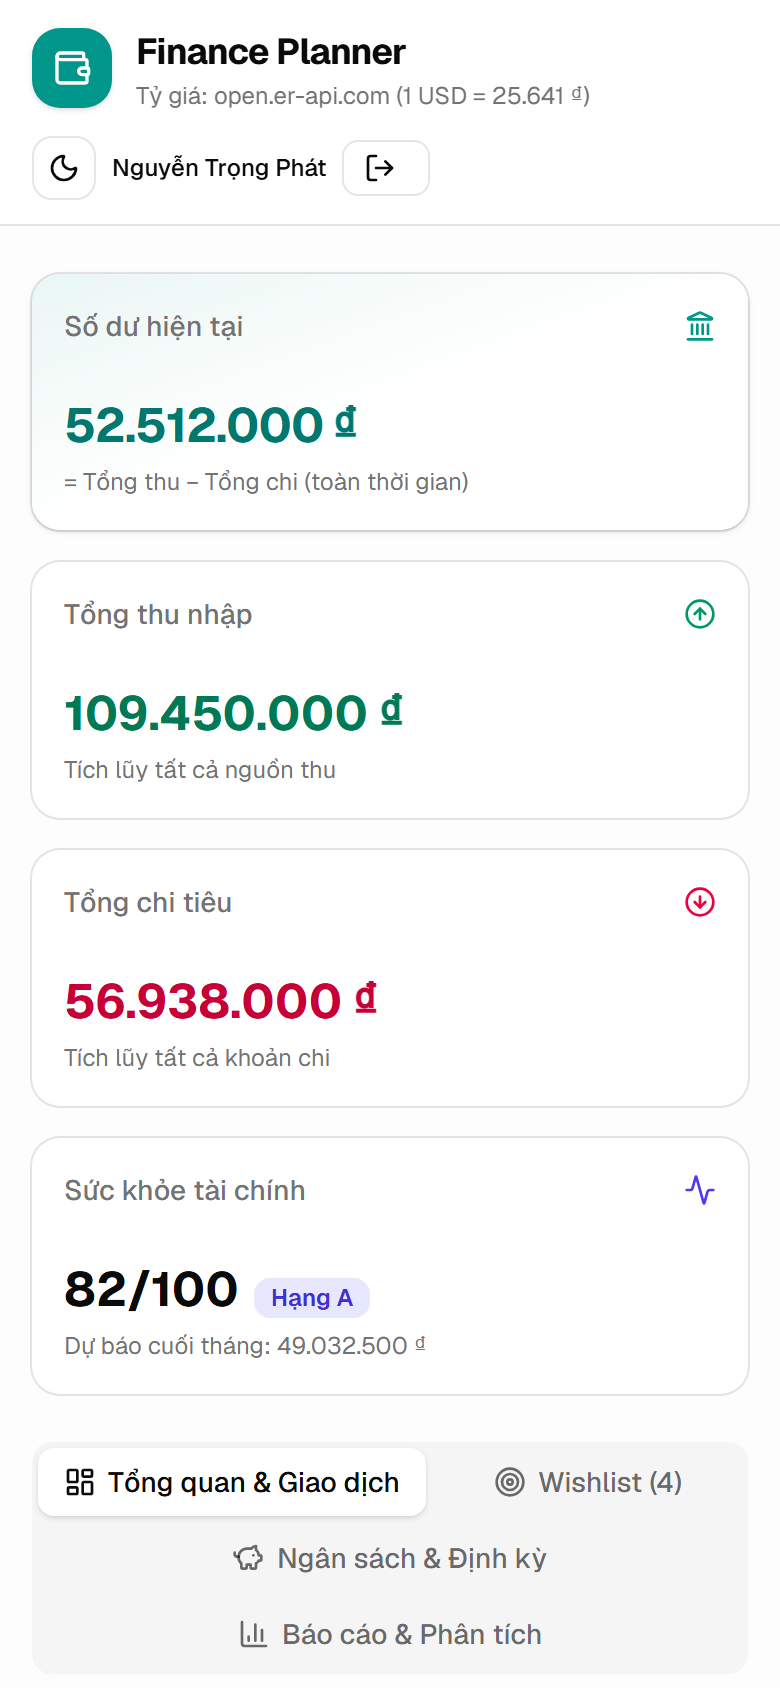 Finance Planner
Tỷ giá: open.er-api.com (1 USD = 25.641 ₫)
Nguyễn Trọng Phát
Số dư hiện tại
52.512.000 ₫
= Tổng thu – Tổng chi (toàn thời gian)
Tổng thu nhập
109.450.000 ₫
Tích lũy tất cả nguồn thu
Tổng chi tiêu
56.938.000 ₫
Tích lũy tất cả khoản chi
Sức khỏe tài chính
82/100 Hạng A
Dự báo cuối tháng: 49.032.500 ₫
Tổng quan & Giao dịch
Wishlist (4)
Ngân sách & Định kỳ
Báo cáo & Phân tích